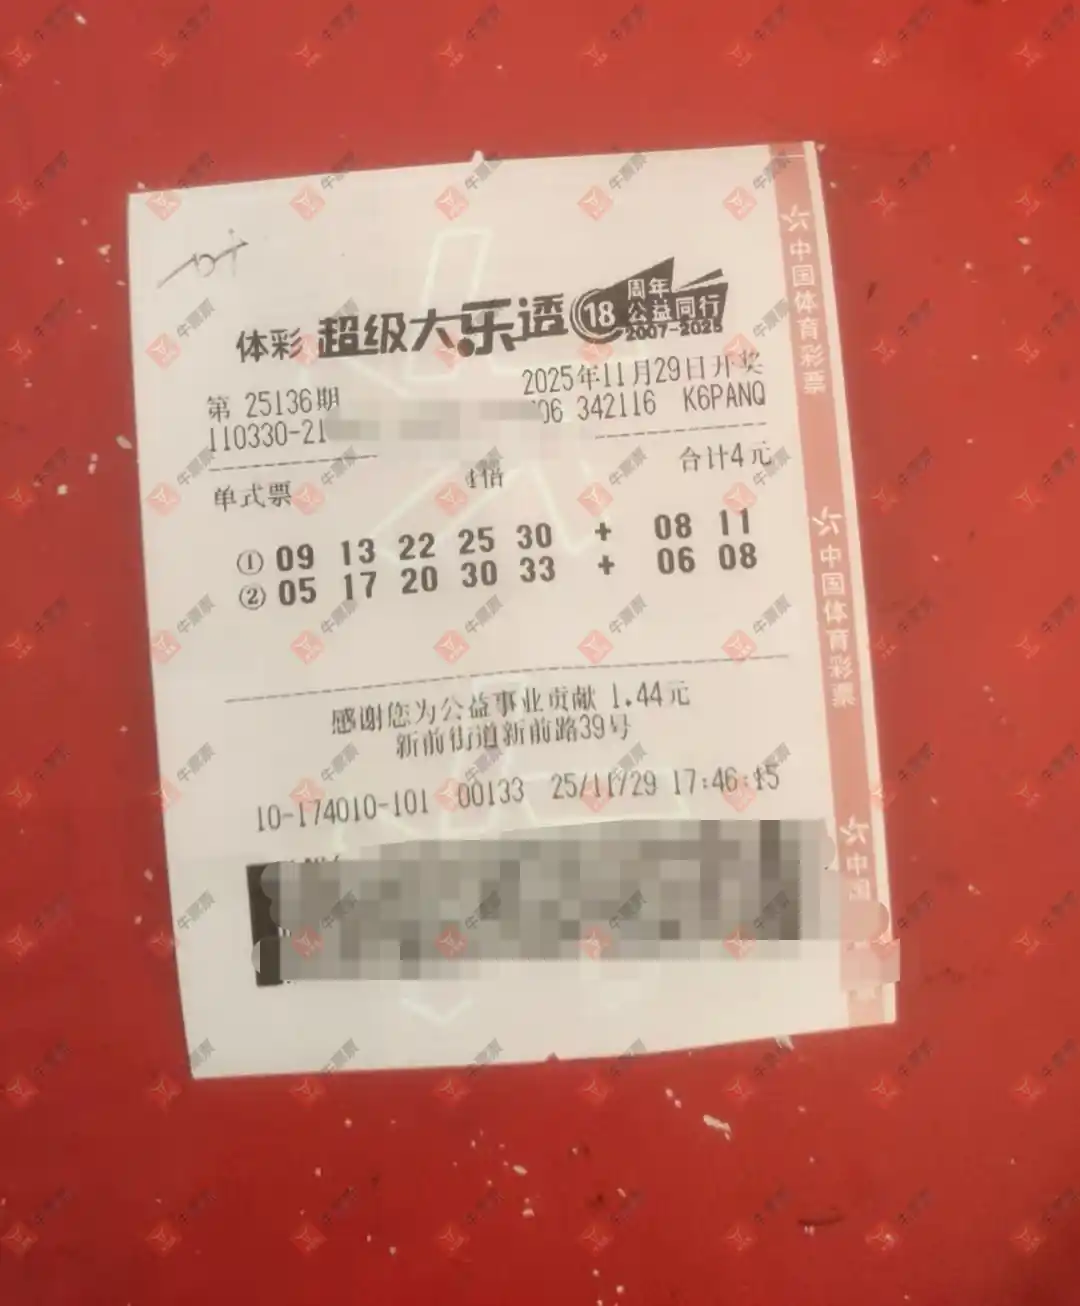 体彩 超级大乐透 18 周年 公益同行 2007-2025
第 25136期 2025年11月29日开奖
110330-21 06 342116 K6PANQ
单式票 1倍 合计4元
① 09 13 22 25 30 + 08 11
② 05 17 20 30 33 + 06 08
感谢您为公益事业贡献 1.44元
新前街道新前路39号
10-174010-101 00133 25/11/29 17:46:15
中国体育彩票
中国体育彩票
中国
牛票票